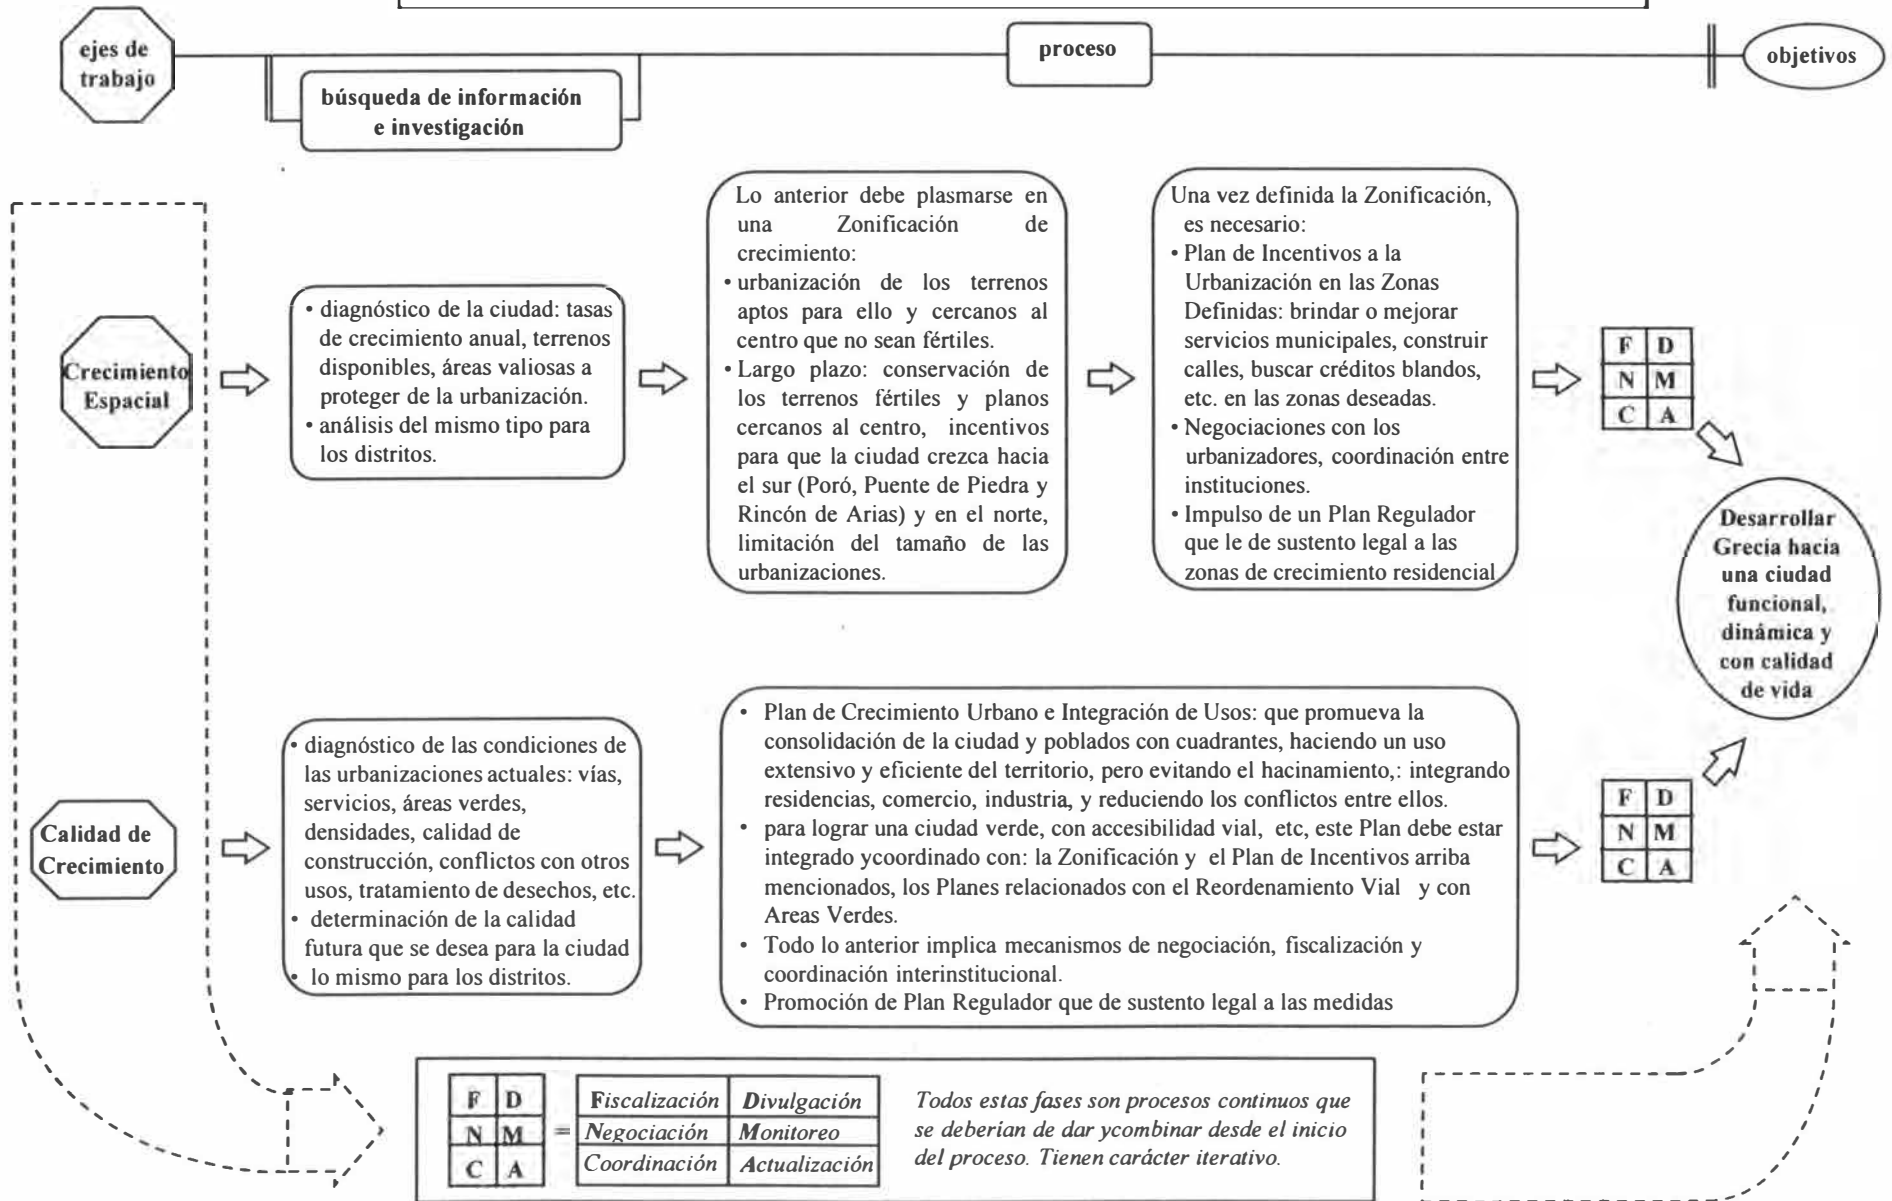 ejes de
trabajo
proceso
objetivos
búsqueda de información
e investigación
Crecimiento
Espacial
• diagnóstico de la ciudad: tasas
de crecimiento anual, terrenos
disponibles, áreas valiosas a
proteger de la urbanización.
• análisis del mismo tipo para
los distritos.
Lo anterior debe plasmarse en
una Zonificación de
crecimiento:
• urbanización de los terrenos
aptos para ello y cercanos al
centro que no sean fértiles.
• Largo plazo: conservación de
los terrenos fértiles y planos
cercanos al centro, incentivos
para que la ciudad crezca hacia
el sur (Poró, Puente de Piedra y
Rincón de Arias) y en el norte,
limitación del tamaño de las
urbanizaciones.
Una vez definida la Zonificación,
es necesario:
• Plan de Incentivos a la
Urbanización en las Zonas
Definidas: brindar o mejorar
servicios municipales, construir
calles, buscar créditos blandos,
etc. en las zonas deseadas.
• Negociaciones con los
urbanizadores, coordinación entre
instituciones.
• Impulso de un Plan Regulador
que le de sustento legal a las
zonas de crecimiento residencial
F D
N M
C A
Desarrollar
Grecia hacia
una ciudad
funcional,
dinámica y
con calidad
de vida
Calidad de
Crecimiento
• diagnóstico de las condiciones de
las urbanizaciones actuales: vías,
servicios, áreas verdes,
densidades, calidad de
construcción, conflictos con otros
usos, tratamiento de desechos, etc.
• determinación de la calidad
futura que se desea para la ciudad
• lo mismo para los distritos.
• Plan de Crecimiento Urbano e Integración de Usos: que promueva la
consolidación de la ciudad y poblados con cuadrantes, haciendo un uso
extensivo y eficiente del territorio, pero evitando el hacinamiento,: integrando
residencias, comercio, industria, y reduciendo los conflictos entre ellos.
• para lograr una ciudad verde, con accesibilidad vial, etc, este Plan debe estar
integrado ycoordinado con: la Zonificación y el Plan de Incentivos arriba
mencionados, los Planes relacionados con el Reordenamiento Vial y con
Areas Verdes.
• Todo lo anterior implica mecanismos de negociación, fiscalización y
coordinación interinstitucional.
• Promoción de Plan Regulador que de sustento legal a las medidas
F D
N M
C A
F D
N M
C A
=
Fiscalización Divulgación
Negociación Monitoreo
Coordinación Actualización
Todos estas fases son procesos continuos que
se deberían de dar ycombinar desde el inicio
del proceso. Tienen carácter iterativo.